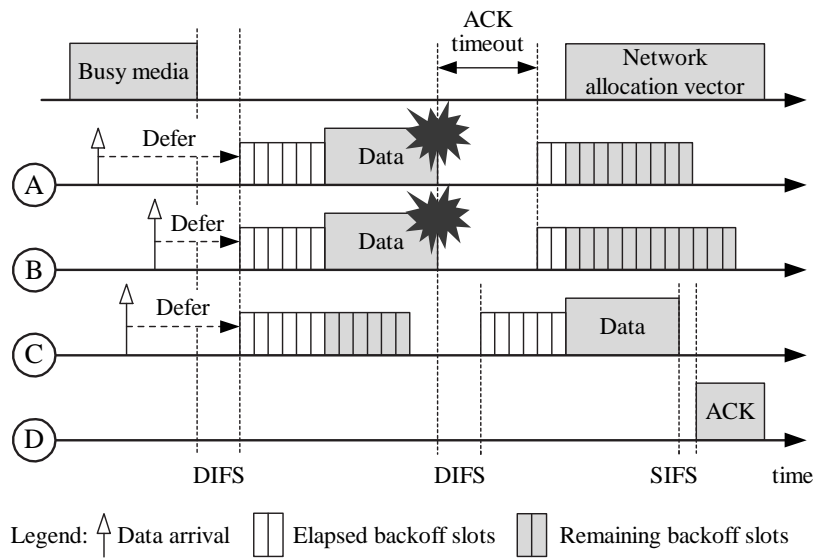 ACK
timeout
Busy media
Network
allocation vector
Defer
Data
A
Defer
Data
B
Defer
Data
C
ACK
D
DIFS
DIFS
SIFS
time
Legend: Data arrival Elapsed backoff slots Remaining backoff slots